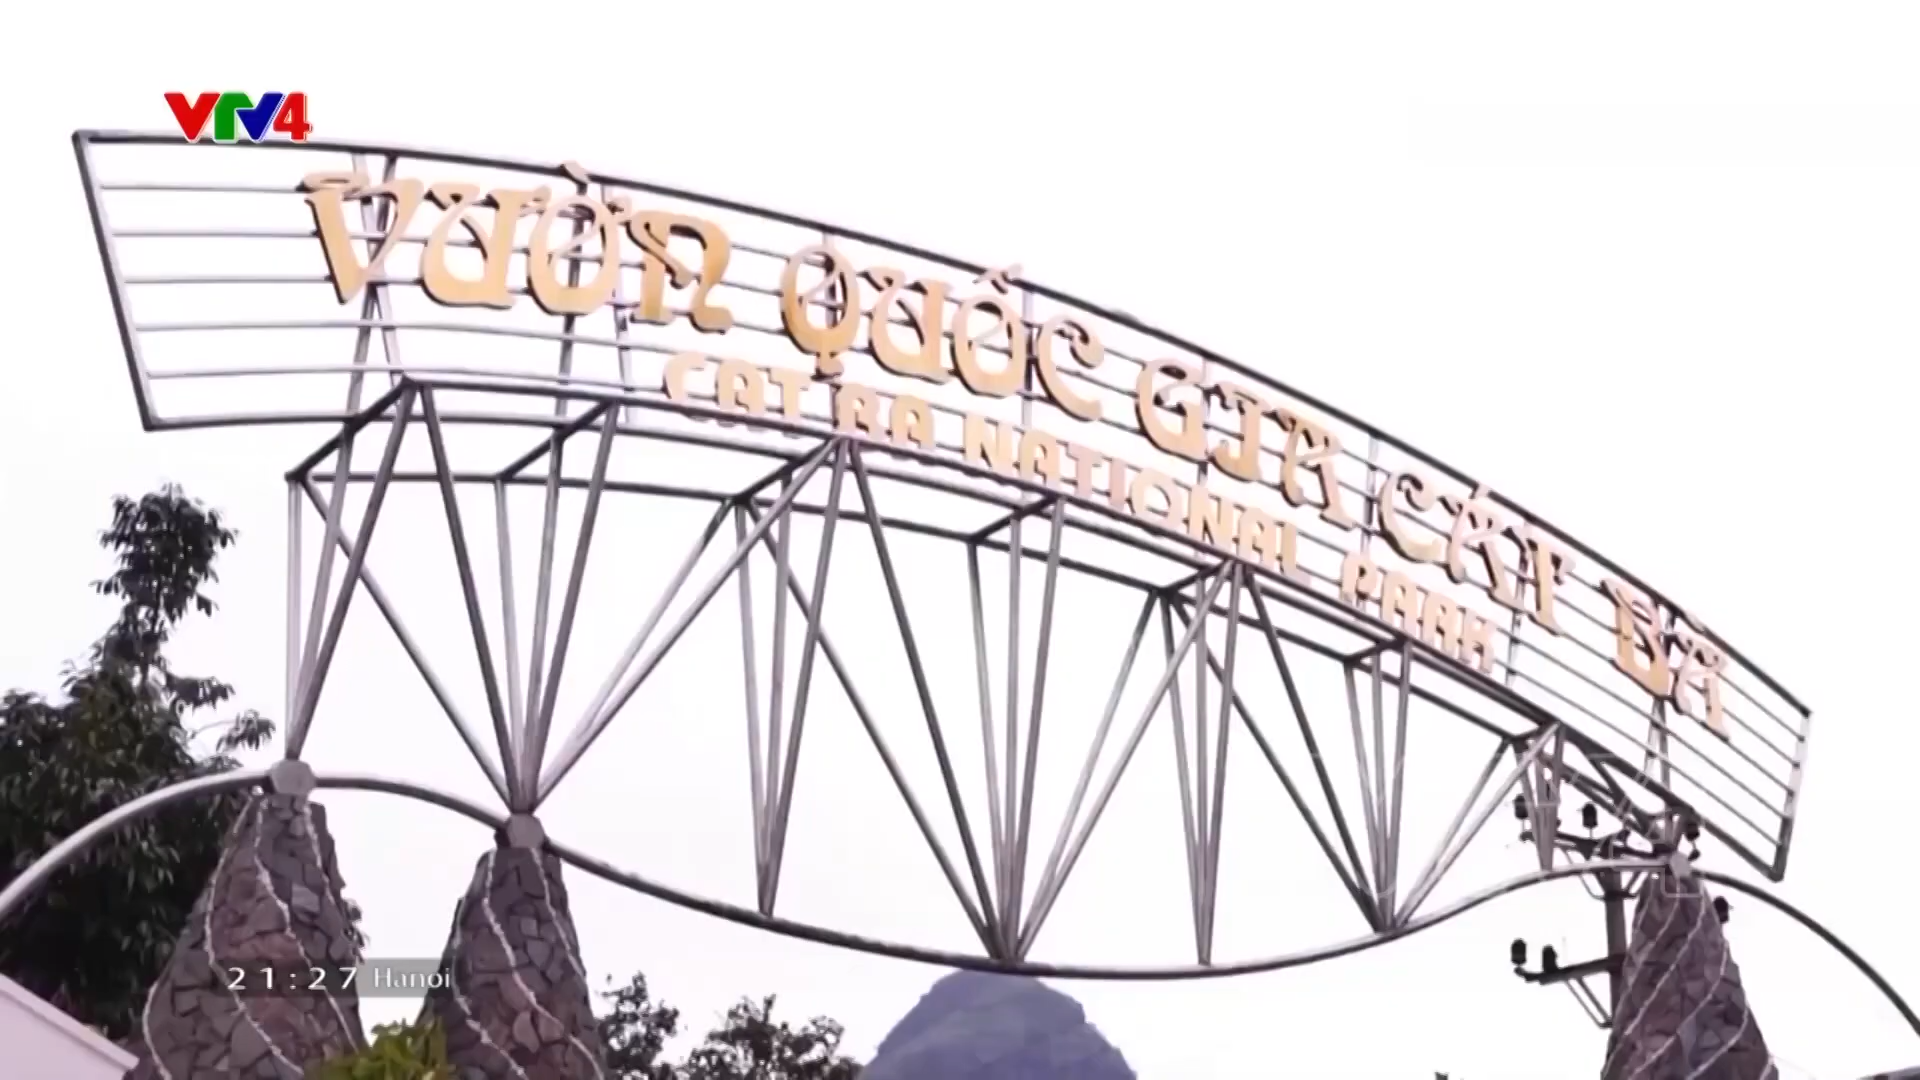 VTV4
VƯỜN QUỐC GIA CÁT BÀ
CAT BA NATIONAL PARK
21:27 Hanoi